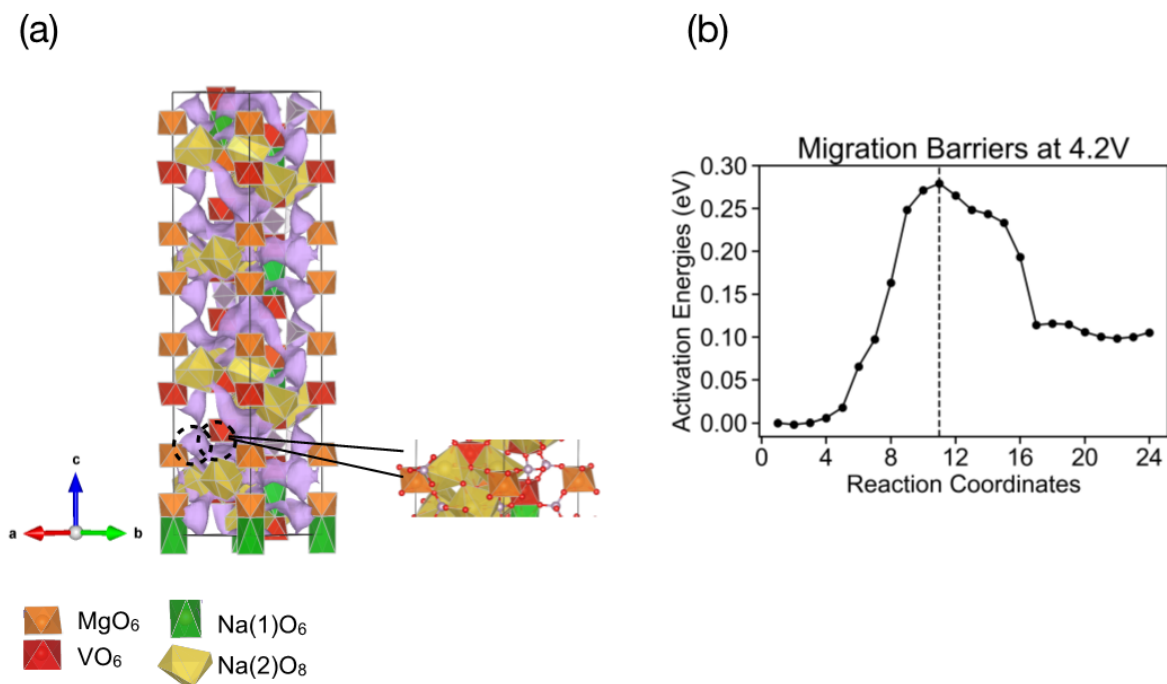 (a)
c
a
b
MgO₆
VO₆
Na(1)O₆
Na(2)O₈
(b)
Migration Barriers at 4.2V
Activation Energies (eV)
0.30
0.25
0.20
0.15
0.10
0.05
0.00
0 4 8 12 16 20 24
Reaction Coordinates